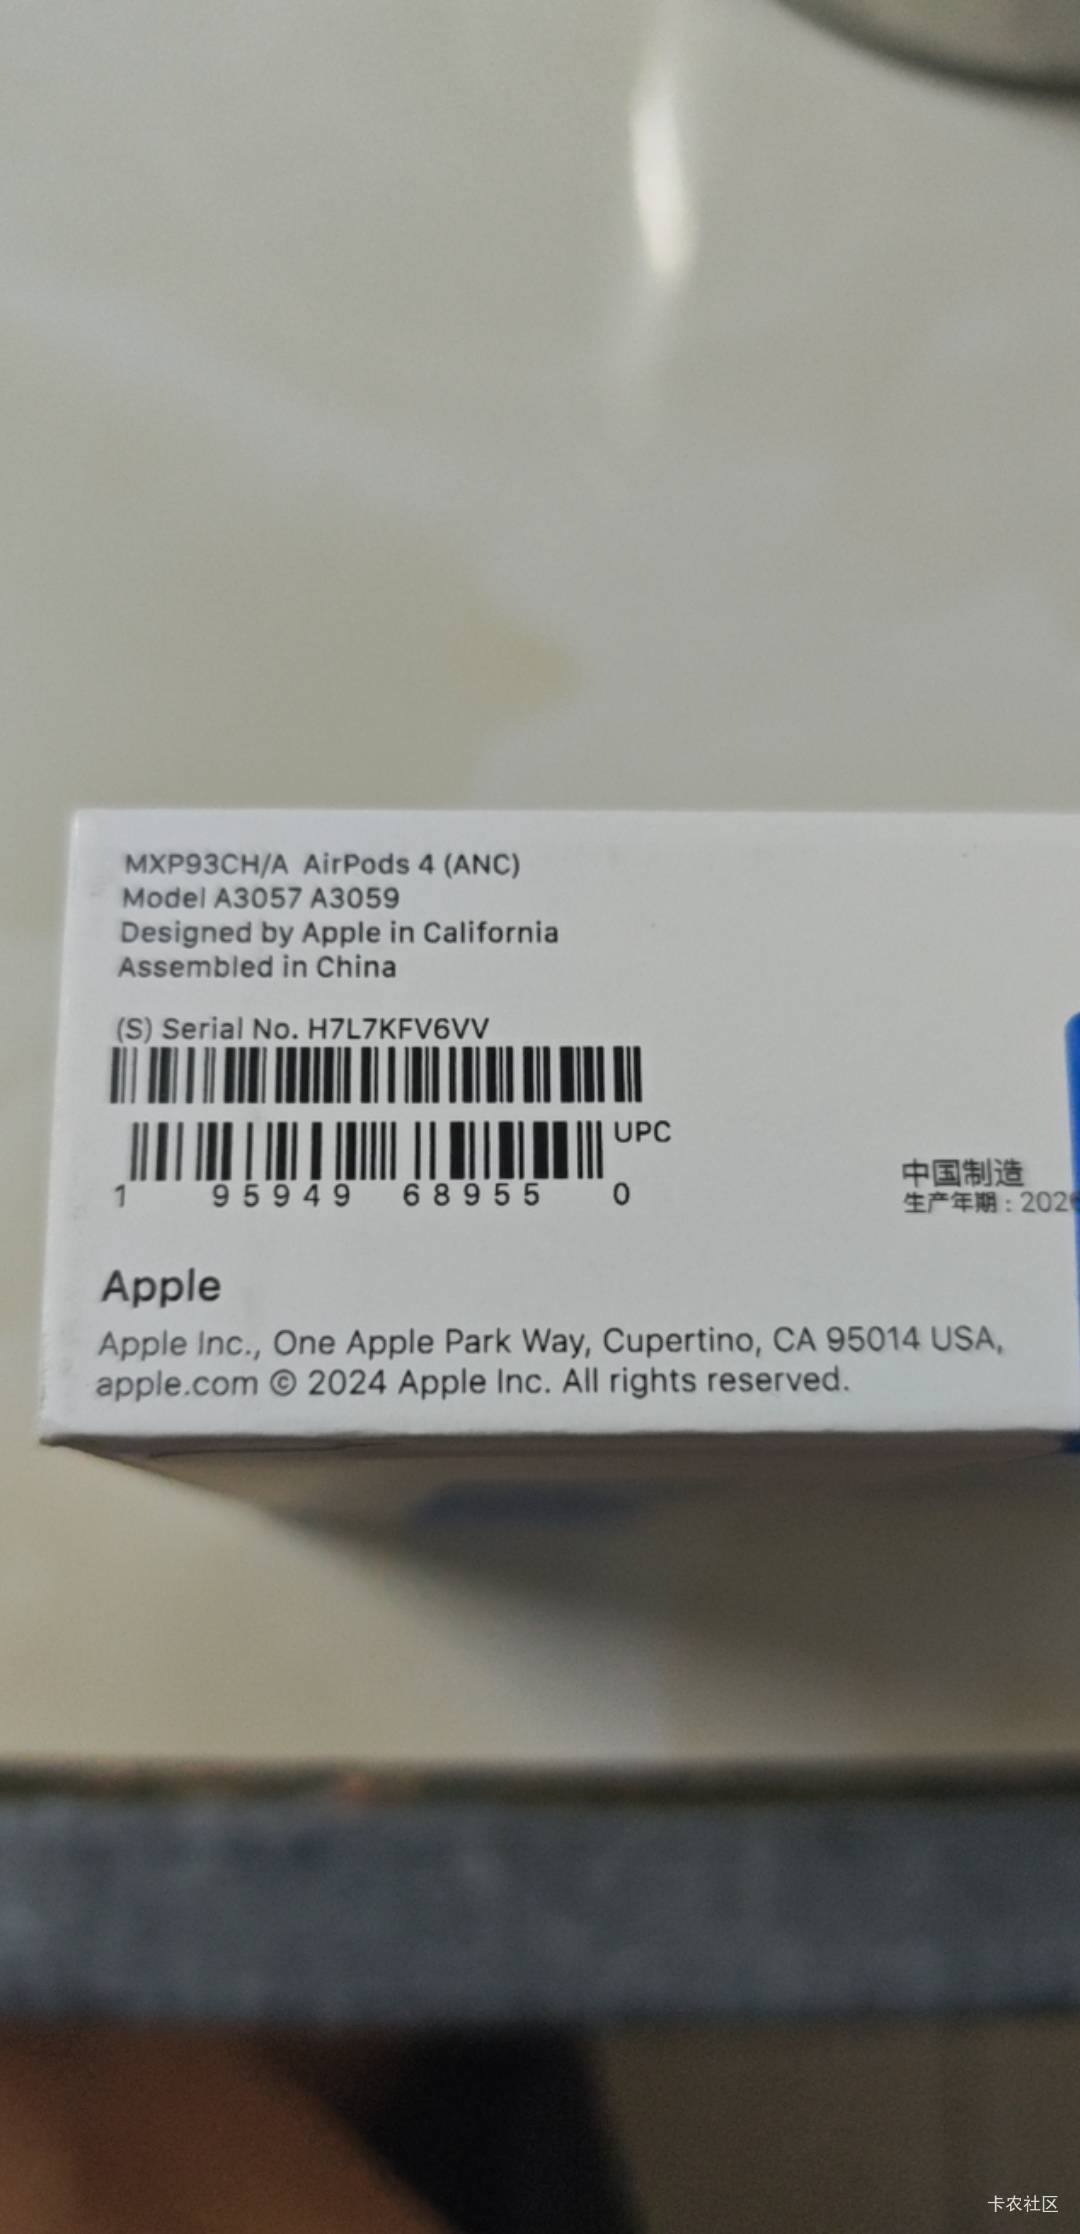 MXP93CH/A AirPods 4 (ANC)
Model A3057 A3059
Designed by Apple in California
Assembled in China
(S) Serial No. H7L7KFV6VV
UPC
1 95949 68955 0
中国制造
生产年期：202
Apple
Apple Inc., One Apple Park Way, Cupertino, CA 95014 USA,
apple.com © 2024 Apple Inc. All rights reserved.
卡农社区